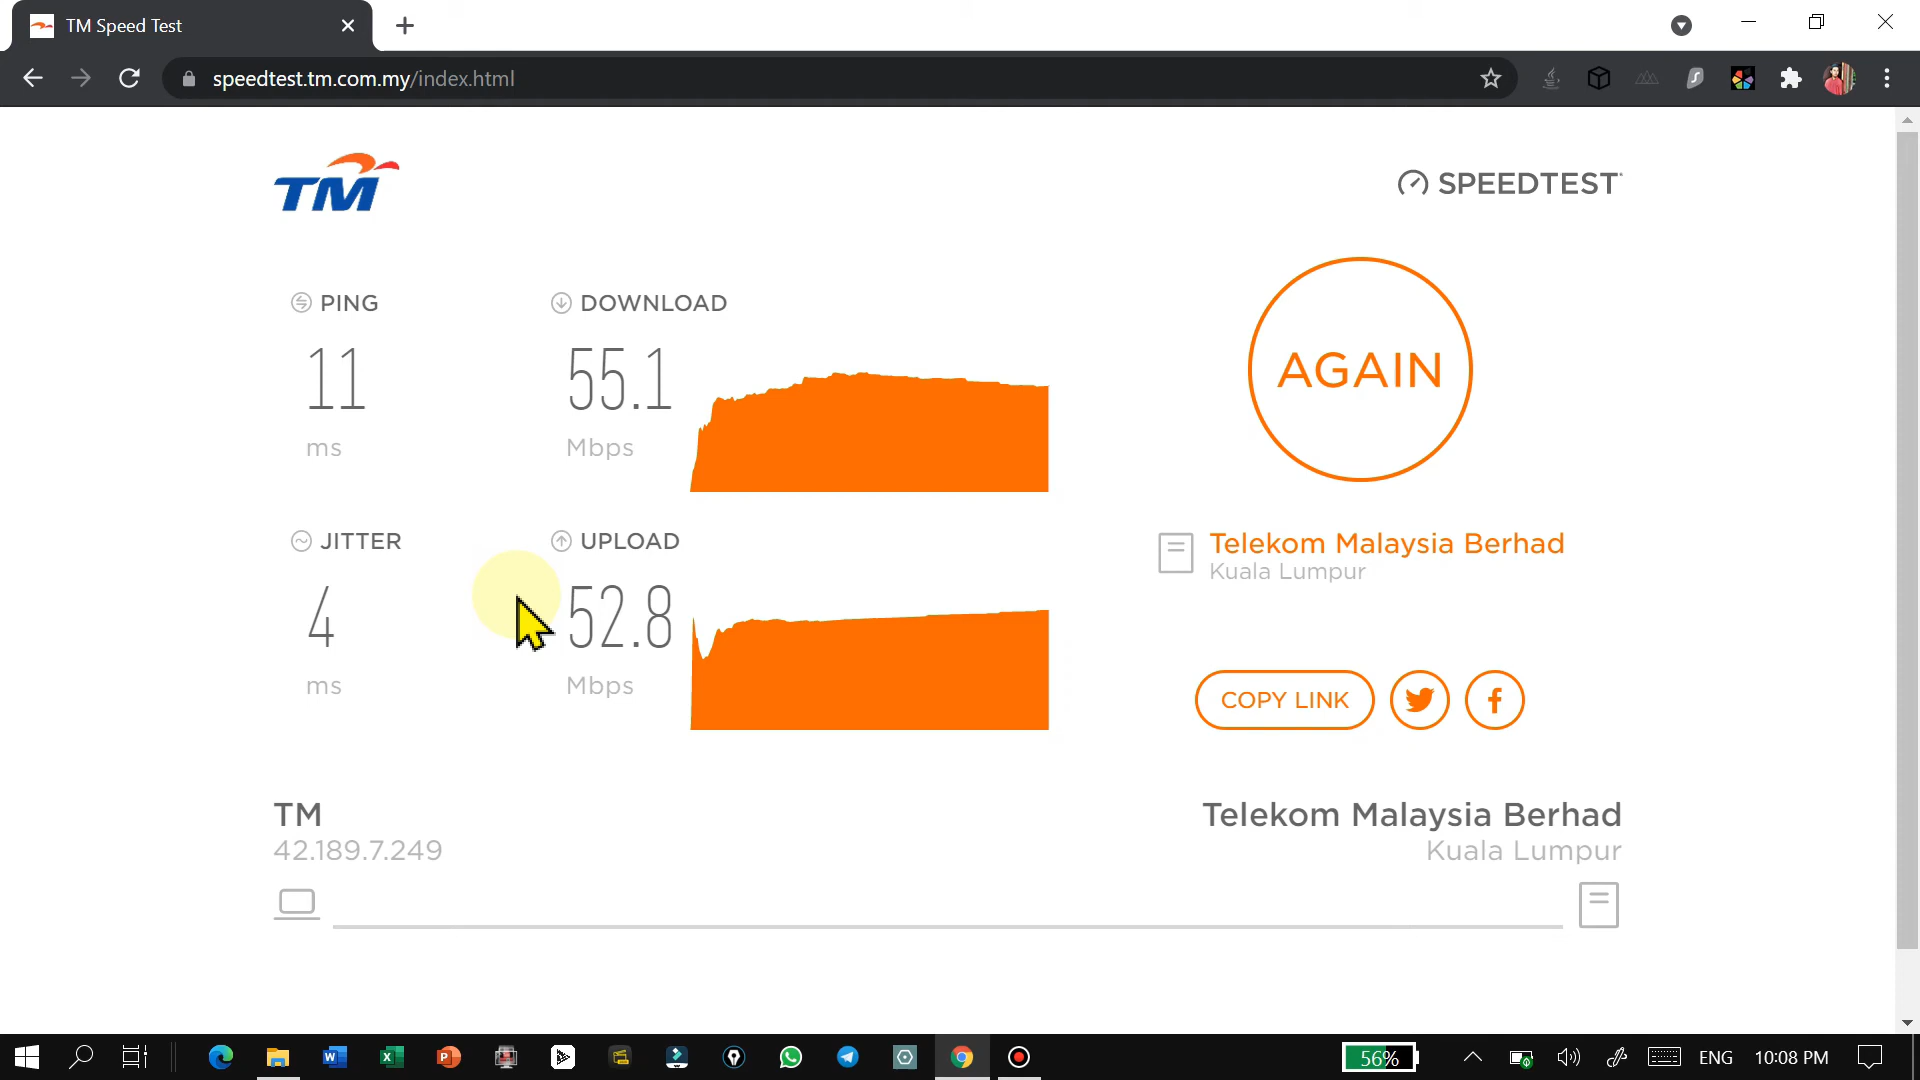 TM Speed Test
speedtest.tm.com.my/index.html
TM
SPEEDTEST
PING
11
ms
DOWNLOAD
55.1
Mbps
AGAIN
JITTER
4
ms
UPLOAD
52.8
Mbps
Telekom Malaysia Berhad
Kuala Lumpur
COPY LINK
TM
42.189.7.249
Telekom Malaysia Berhad
Kuala Lumpur
56%
ENG
10:08 PM